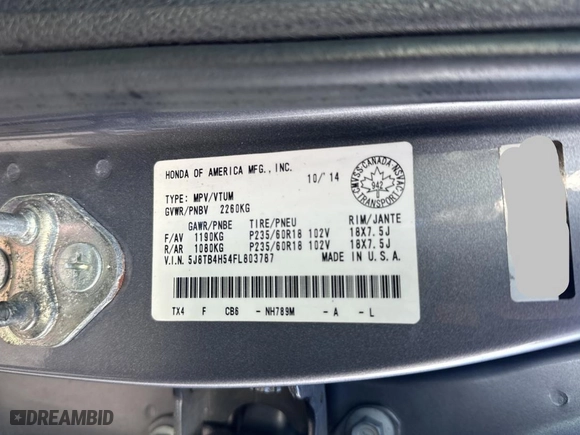 HONDA OF AMERICA MFG., INC.
10/'14
TYPE: MPV/VTUM
GVWR/PNBV 2260KG
GAWR/PNBE TIRE/PNEU RIM/JANTE
F/AV 1190KG P235/60R18 102V 18X7.5J
R/AR 1080KG P235/60R18 102V 18X7.5J
V.I.N. 5J8TB4H54FL803787 MADE IN U.S.A.
CMVSS-CANADA-NSVAC
942
TRANSPORT
TX4 F CB6 - NH789M - A - L
DREAMBID